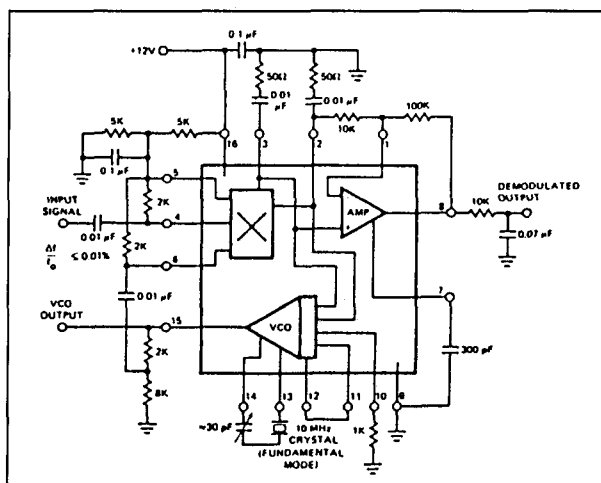 0.1 µF
+12V
50Ω
50Ω
0.01
µF
0.01
µF
10K
100K
5K
5K
16
3
2
1
0.1 µF
5
2K
INPUT
SIGNAL
4
AMP
-
+
8
10K
DEMODULATED
OUTPUT
0.01 µF
0.07 µF
Δf
fo
≤ 0.01%
2K
6
0.01 µF
7
VCO
OUTPUT
15
VCO
300 pF
2K
8K
14
13
12
11
10
9
≈30 pF
10 MHz
CRYSTAL
(FUNDAMENTAL
MODE)
1K